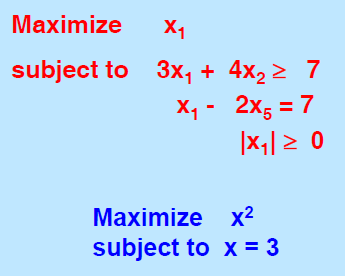 Maximize x₁
subject to 3x₁ + 4x₂ ≥ 7
x₁ - 2x₅ = 7
|x₁| ≥ 0
Maximize x²
subject to x = 3